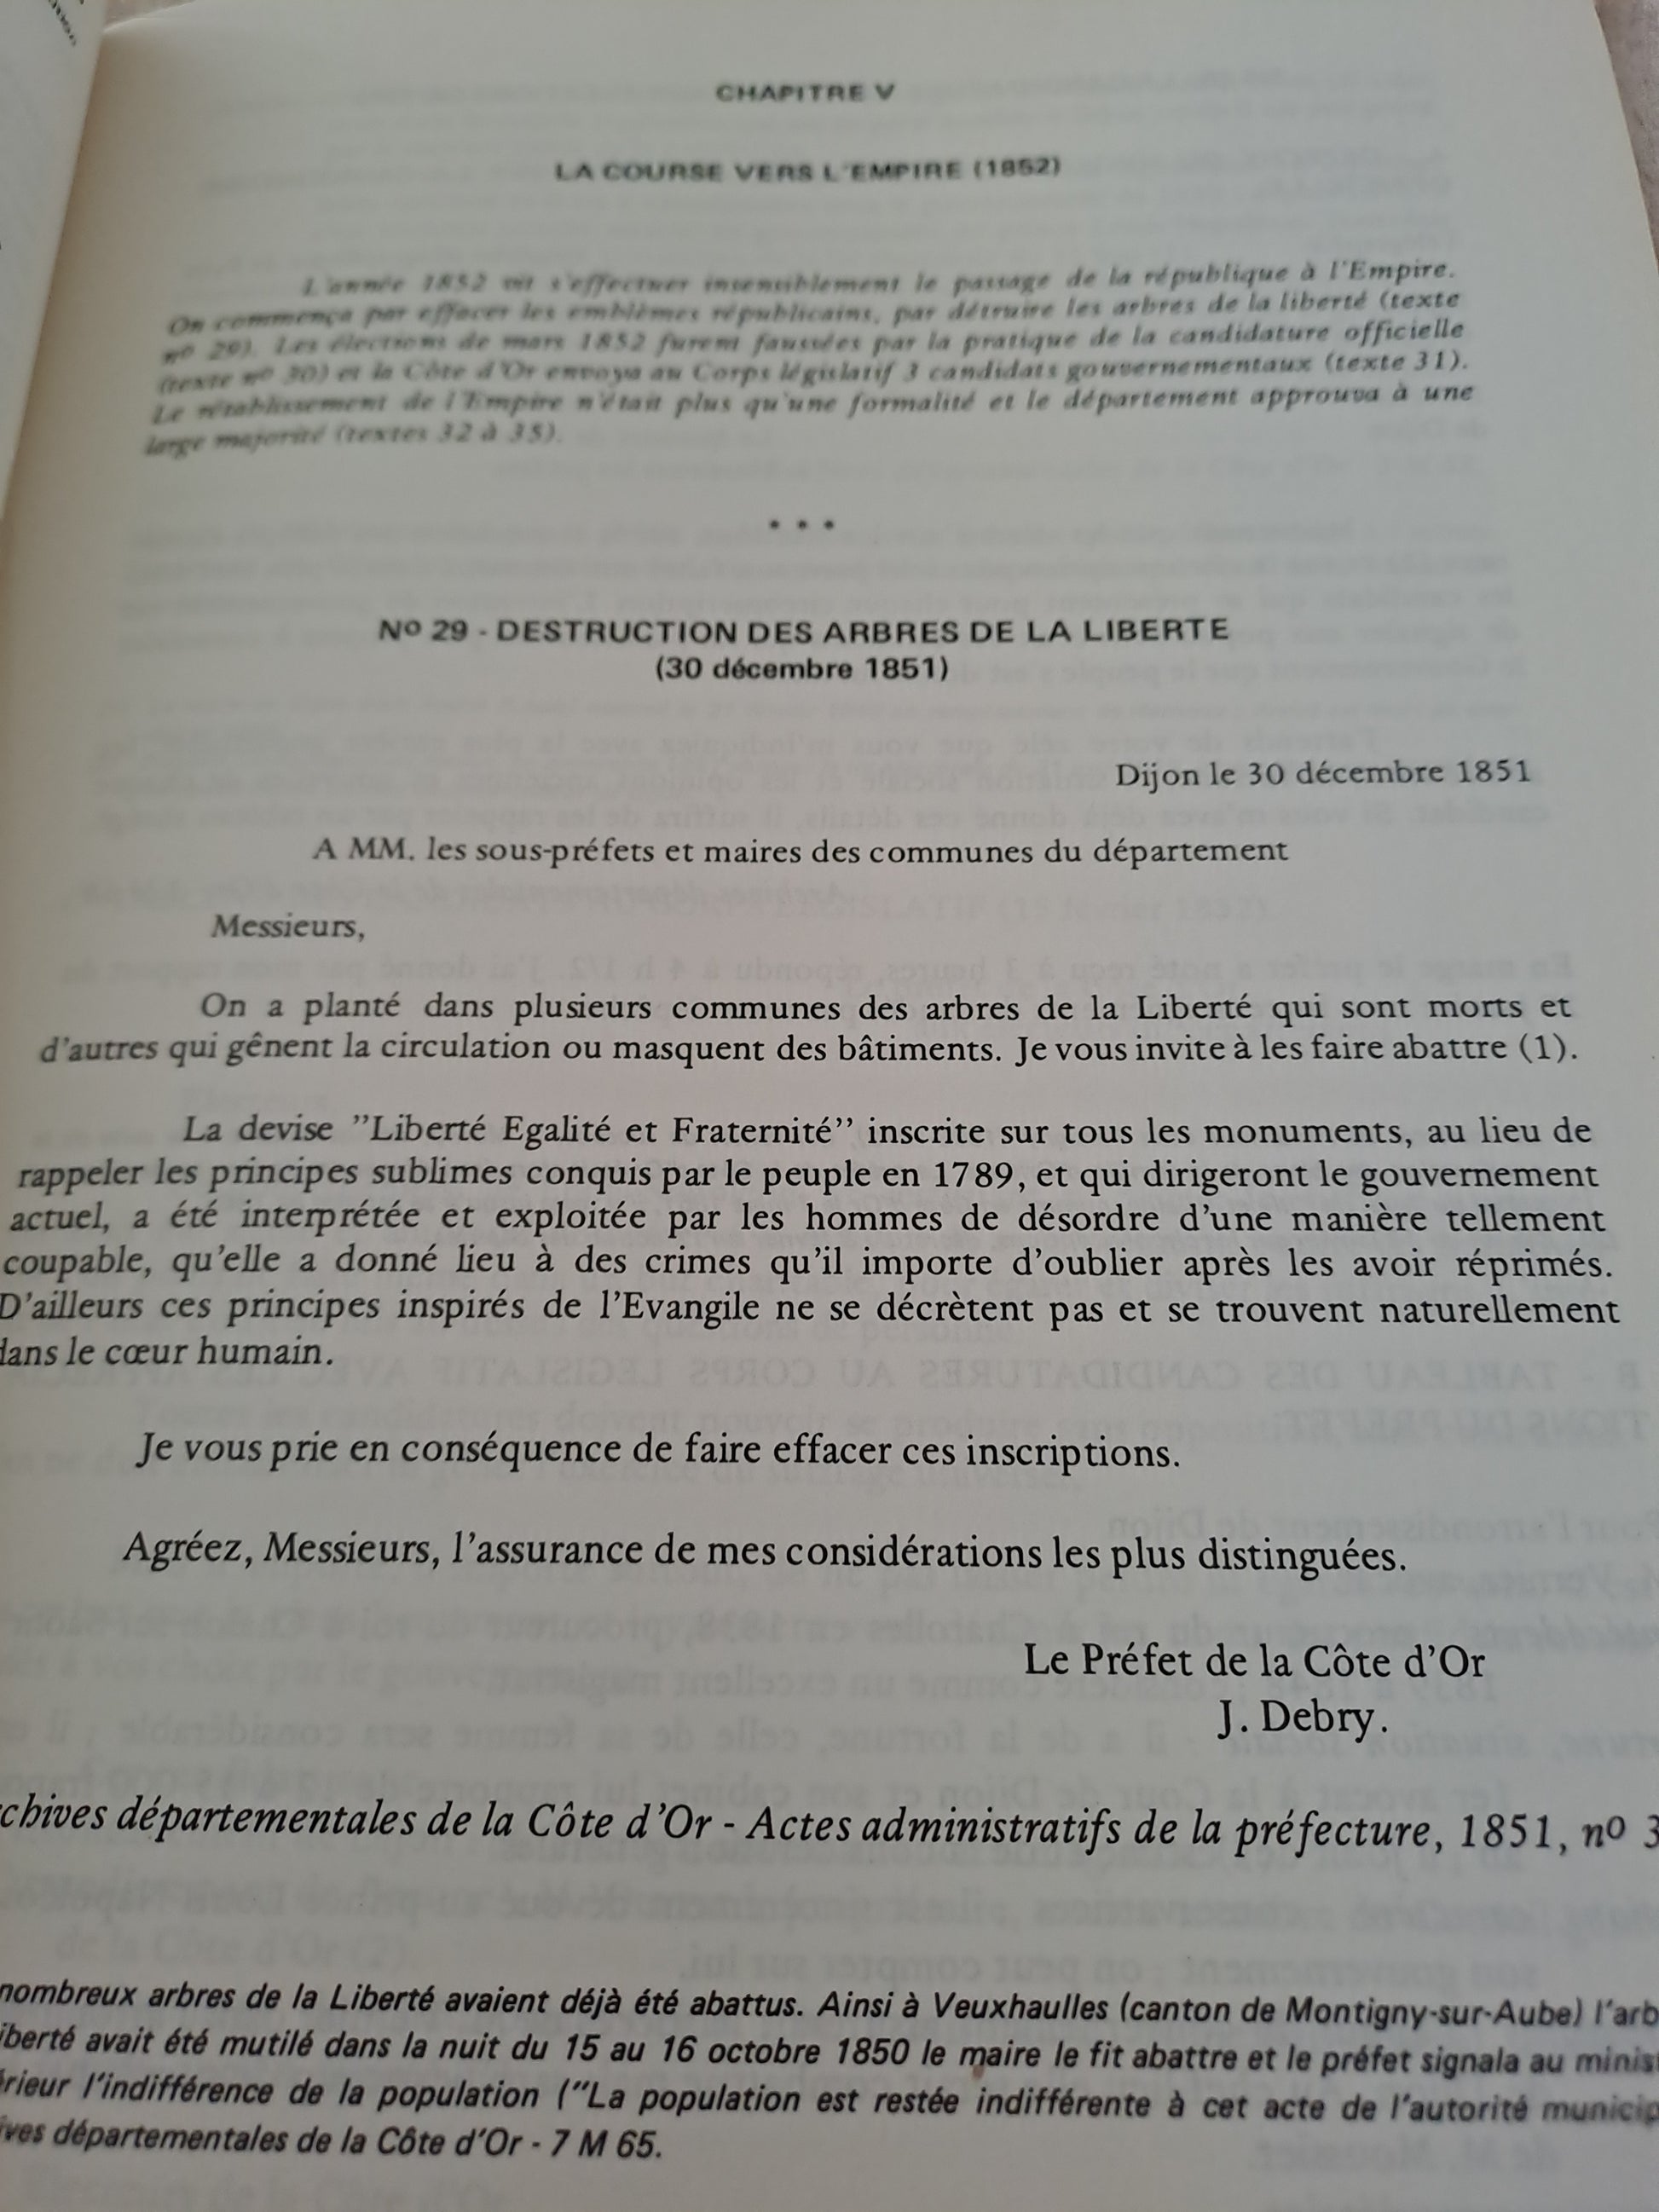 CHAPITRE V
LA COURSE VERS L'EMPIRE (1852)
L'année 1852 vit s'effectuer insensiblement le passage de la république à l'Empire.
On commença par effacer les emblèmes républicains, par détruire les arbres de la liberté (texte
nº 29). Les élections de mars 1852 furent faussées par la pratique de la candidature officielle
(texte nº 30) et la Côte d'Or envoya au Corps législatif 3 candidats gouvernementaux (texte 31).
Le rétablissement de l'Empire n'était plus qu'une formalité et le département approuva à une
large majorité (textes 32 à 35).
• • •
Nº 29 - DESTRUCTION DES ARBRES DE LA LIBERTE
(30 décembre 1851)
Dijon le 30 décembre 1851
A MM. les sous-préfets et maires des communes du département
Messieurs,
On a planté dans plusieurs communes des arbres de la Liberté qui sont morts et
d'autres qui gênent la circulation ou masquent des bâtiments. Je vous invite à les faire abattre (1).
La devise ''Liberté Egalité et Fraternité'' inscrite sur tous les monuments, au lieu de
rappeler les principes sublimes conquis par le peuple en 1789, et qui dirigeront le gouvernement
actuel, a été interprétée et exploitée par les hommes de désordre d'une manière tellement
coupable, qu'elle a donné lieu à des crimes qu'il importe d'oublier après les avoir réprimés.
D'ailleurs ces principes inspirés de l'Evangile ne se décrètent pas et se trouvent naturellement
dans le cœur humain.
Je vous prie en conséquence de faire effacer ces inscriptions.
Agréez, Messieurs, l'assurance de mes considérations les plus distinguées.
Le Préfet de la Côte d'Or
J. Debry.
chives départementales de la Côte d'Or - Actes administratifs de la préfecture, 1851, nº 3
nombreux arbres de la Liberté avaient déjà été abattus. Ainsi à Veuxhaulles (canton de Montigny-sur-Aube) l'arb
iberté avait été mutilé dans la nuit du 15 au 16 octobre 1850 le maire le fit abattre et le préfet signala au minis
érieur l'indifférence de la population (''La population est restée indifférente à cet acte de l'autorité municip
ives départementales de la Côte d'Or - 7 M 65.